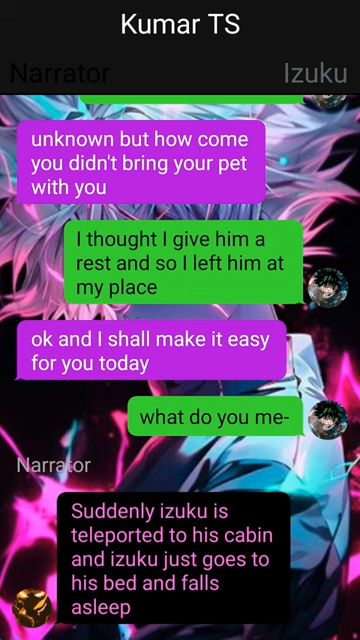 Kumar TS
Narrator
Izuku
unknown but how come
you didn't bring your pet
with you
I thought I give him a
rest and so I left him at
my place
ok and I shall make it easy
for you today
what do you me-
Narrator
Suddenly izuku is
teleported to his cabin
and izuku just goes to
his bed and falls
asleep